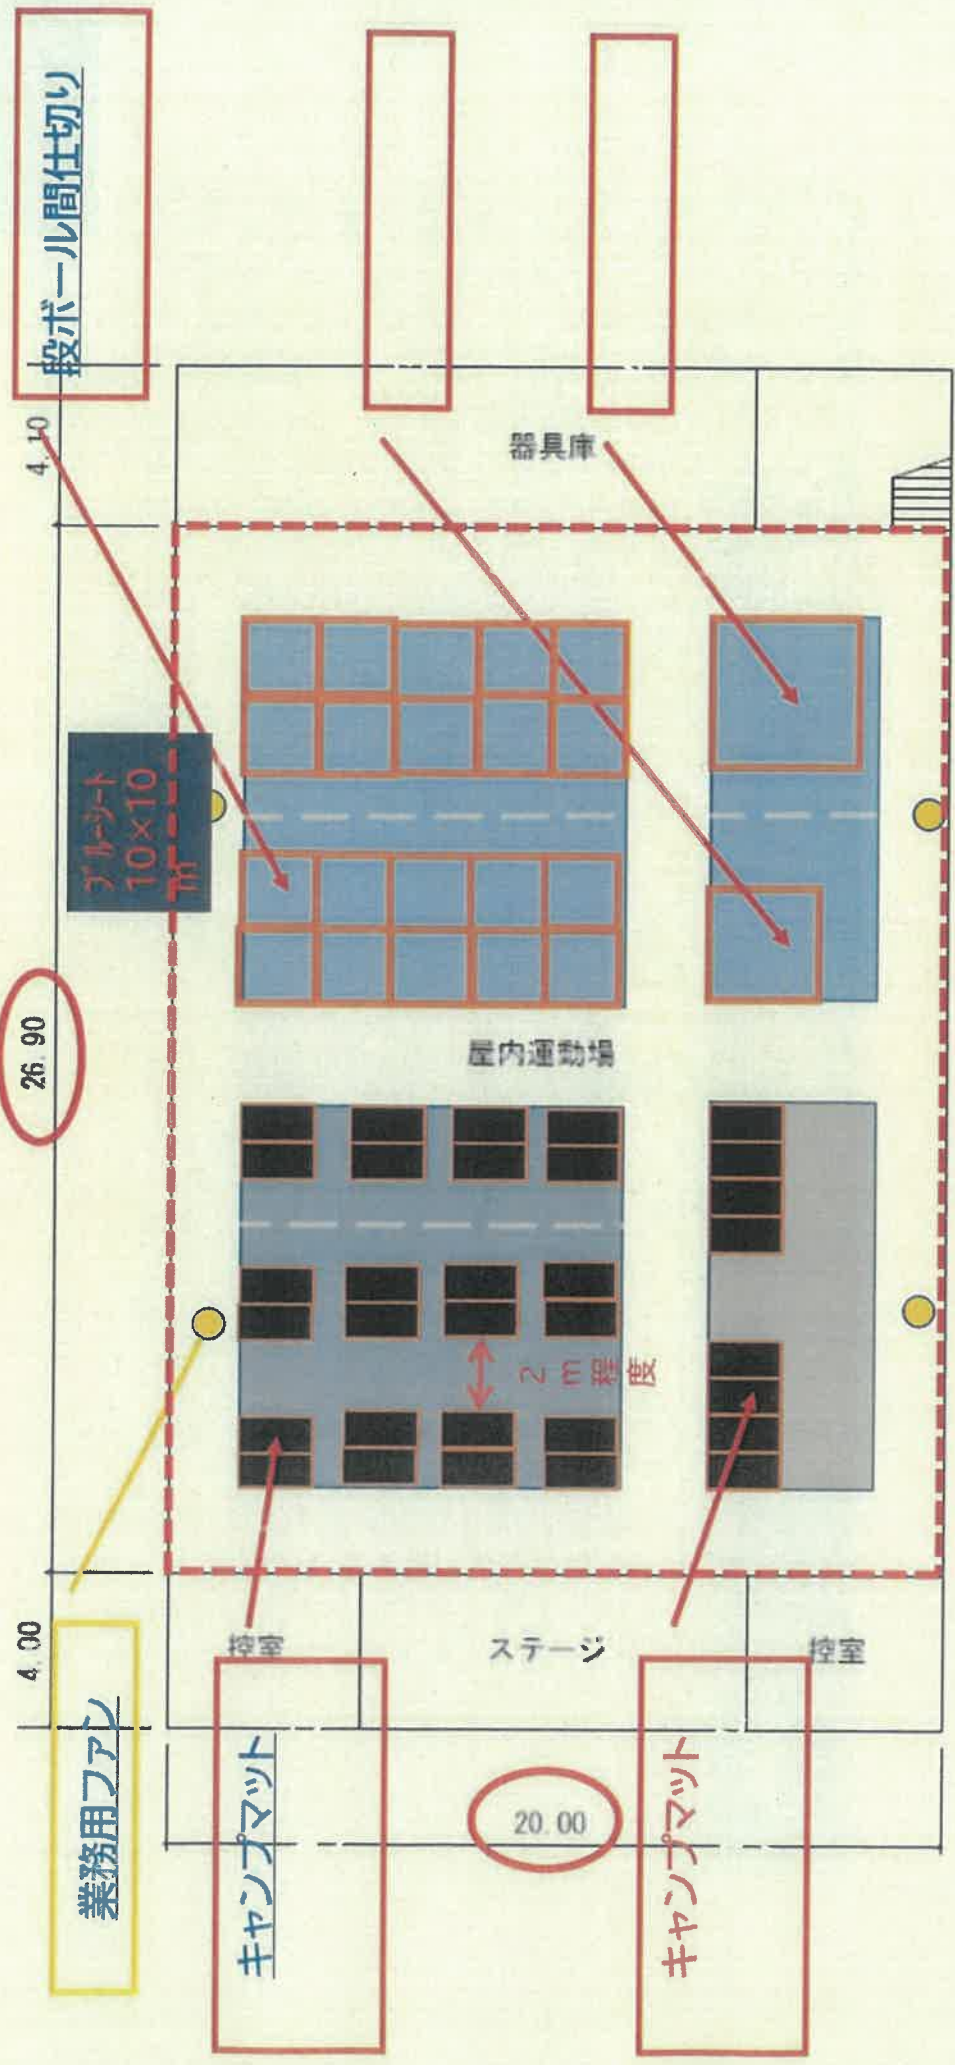 段ボール間仕切り
4.10
器具庫
ブルーシート
10×10
m
26.90
屋内運動場
2m程度
4.00
控室
ステージ
控室
業務用ファン
キャンプマット
20.00
キャンプマット